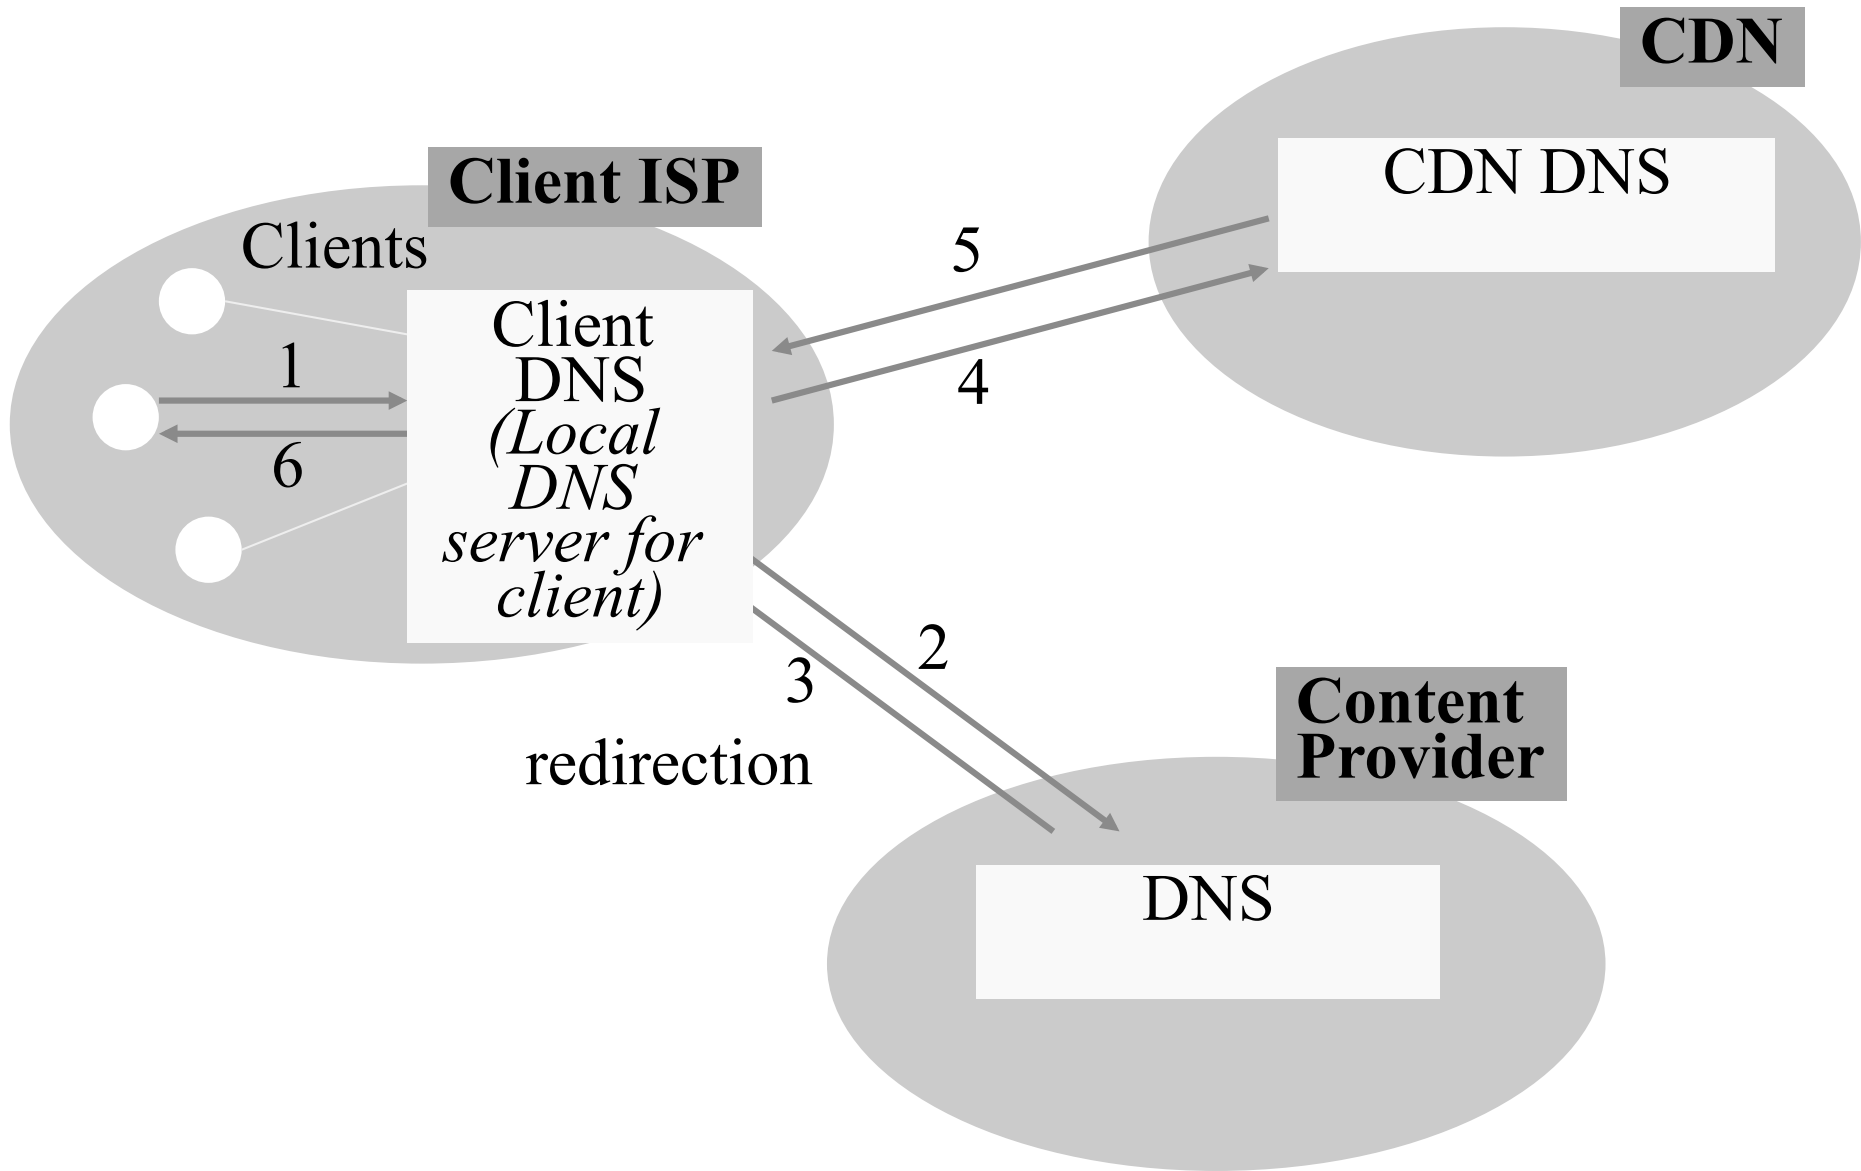 CDN
CDN DNS
Client ISP
Clients
Client
DNS
(Local
DNS
server for
client)
1
6
5
4
2
3
redirection
Content
Provider
DNS